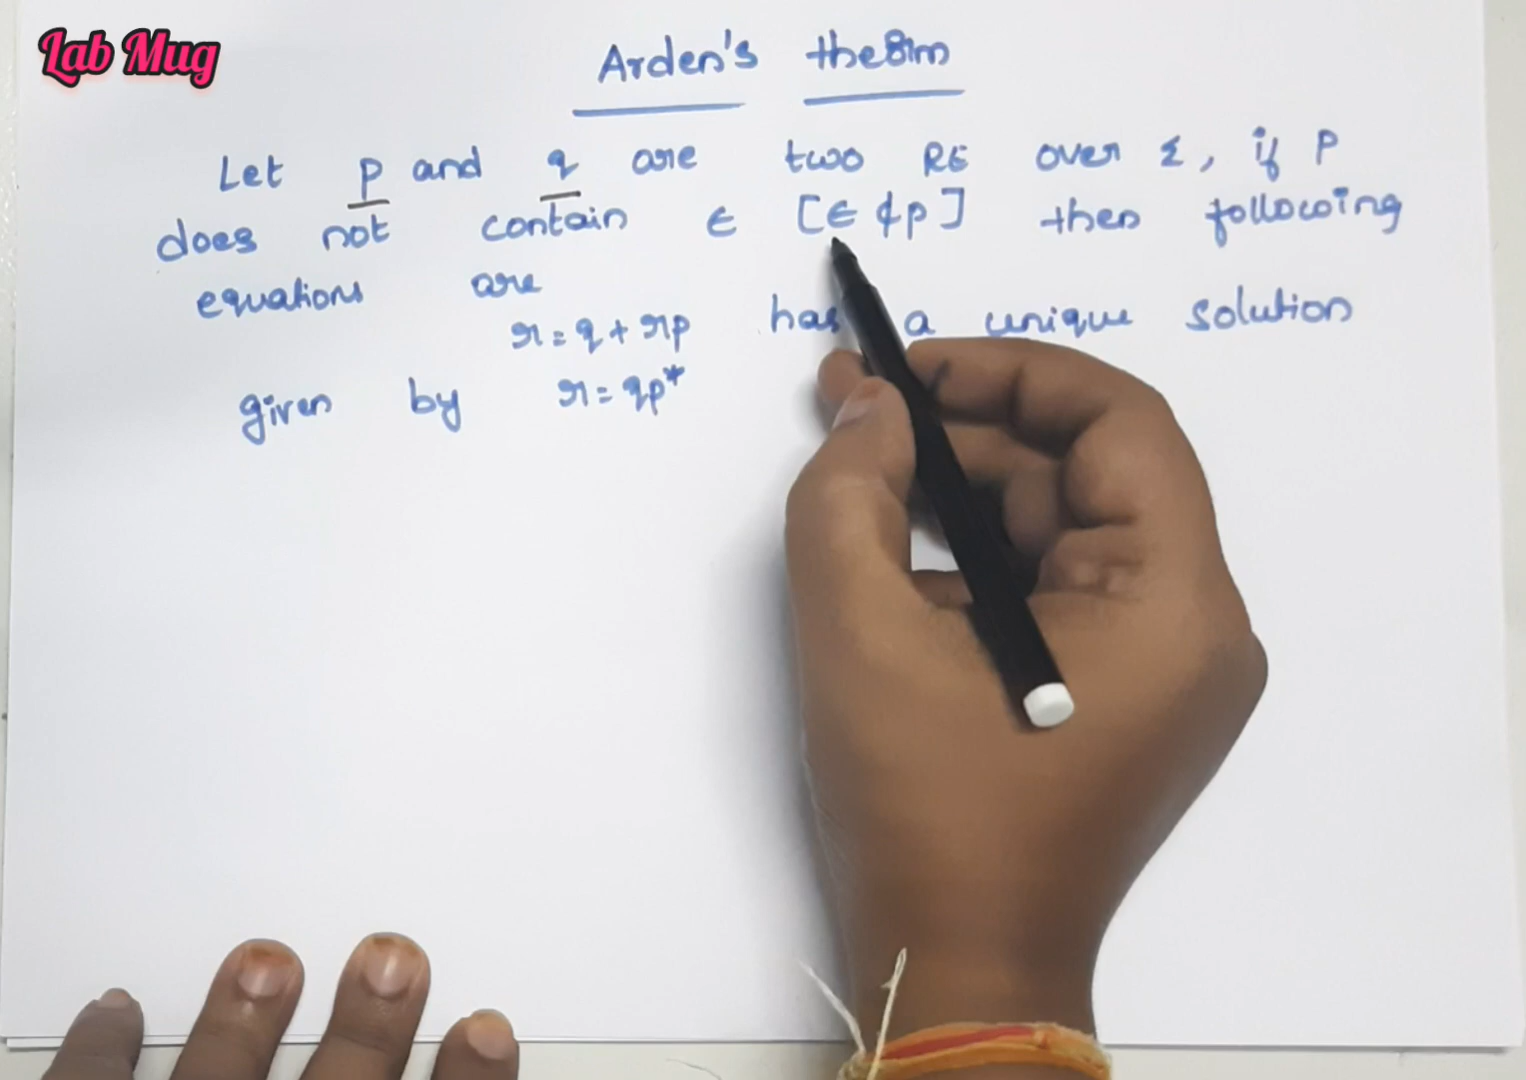 Lab Mug
Arden's theorm
Let p and q are two RE over Σ, if P
does not contain ∈ [∈ ∉ p] then following
equations are
r = q + rp has a unique solution
given by r = qp*